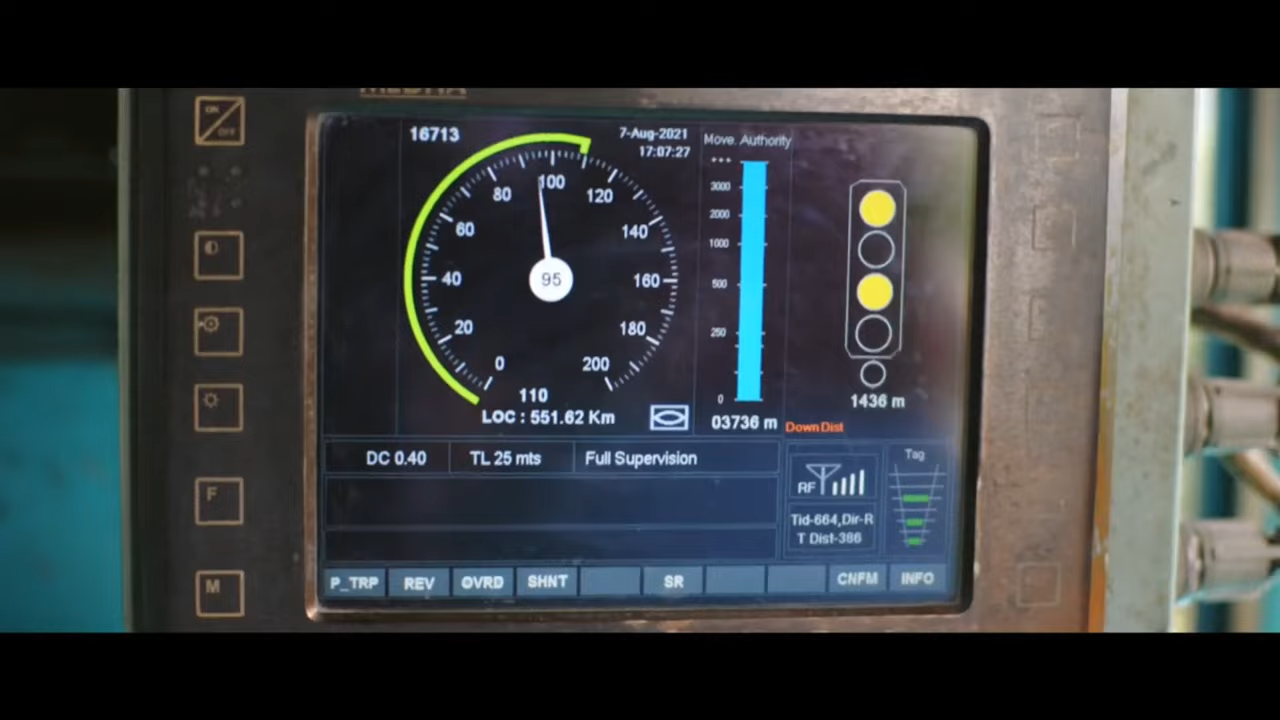 ON
OFF
16713
7-Aug-2021
17:07:27
Move. Authority
+++
3000
2000
1000
500
250
0
100
80
120
60
140
95
40
160
20
180
0
200
110
LOC : 551.62 Km
03736 m
Down Dist
1436 m
DC 0.40
TL 25 mts
Full Supervision
RF
Tag
Tid-664,Dir-R
T Dist-386
F
M
P_TRP
REV
OVRD
SHNT
SR
CNFM
INFO